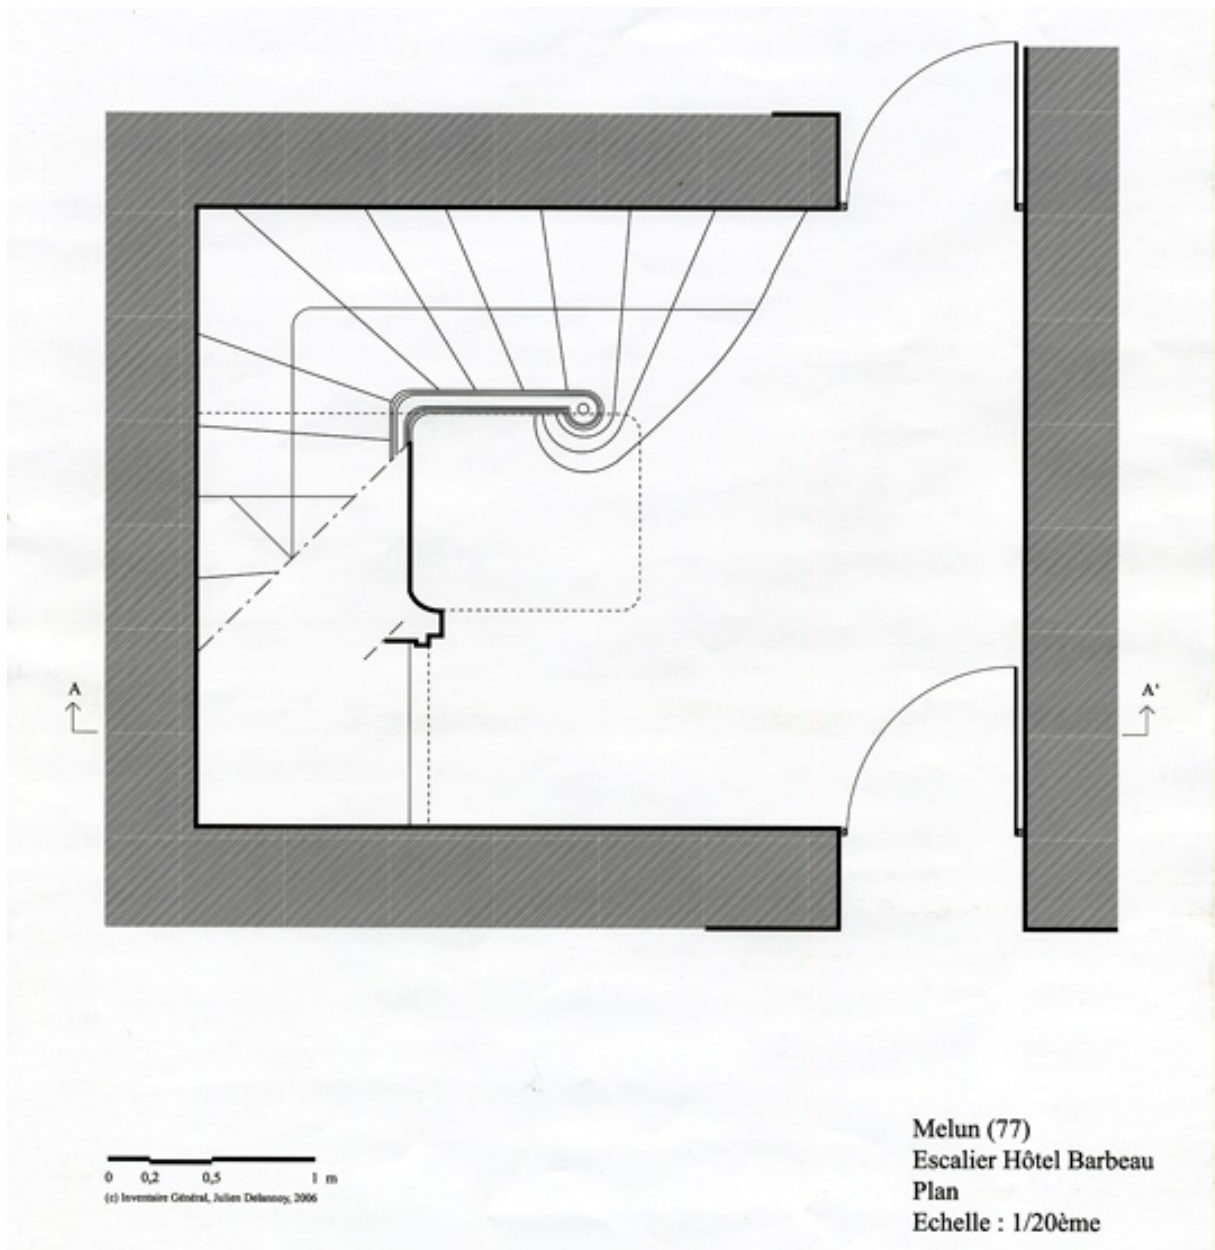 A
A'
0 0,2 0,5 1 m
(c) Inventaire Général, Julien Delannoy, 2006
Melun (77)
Escalier Hôtel Barbeau
Plan
Echelle : 1/20ème